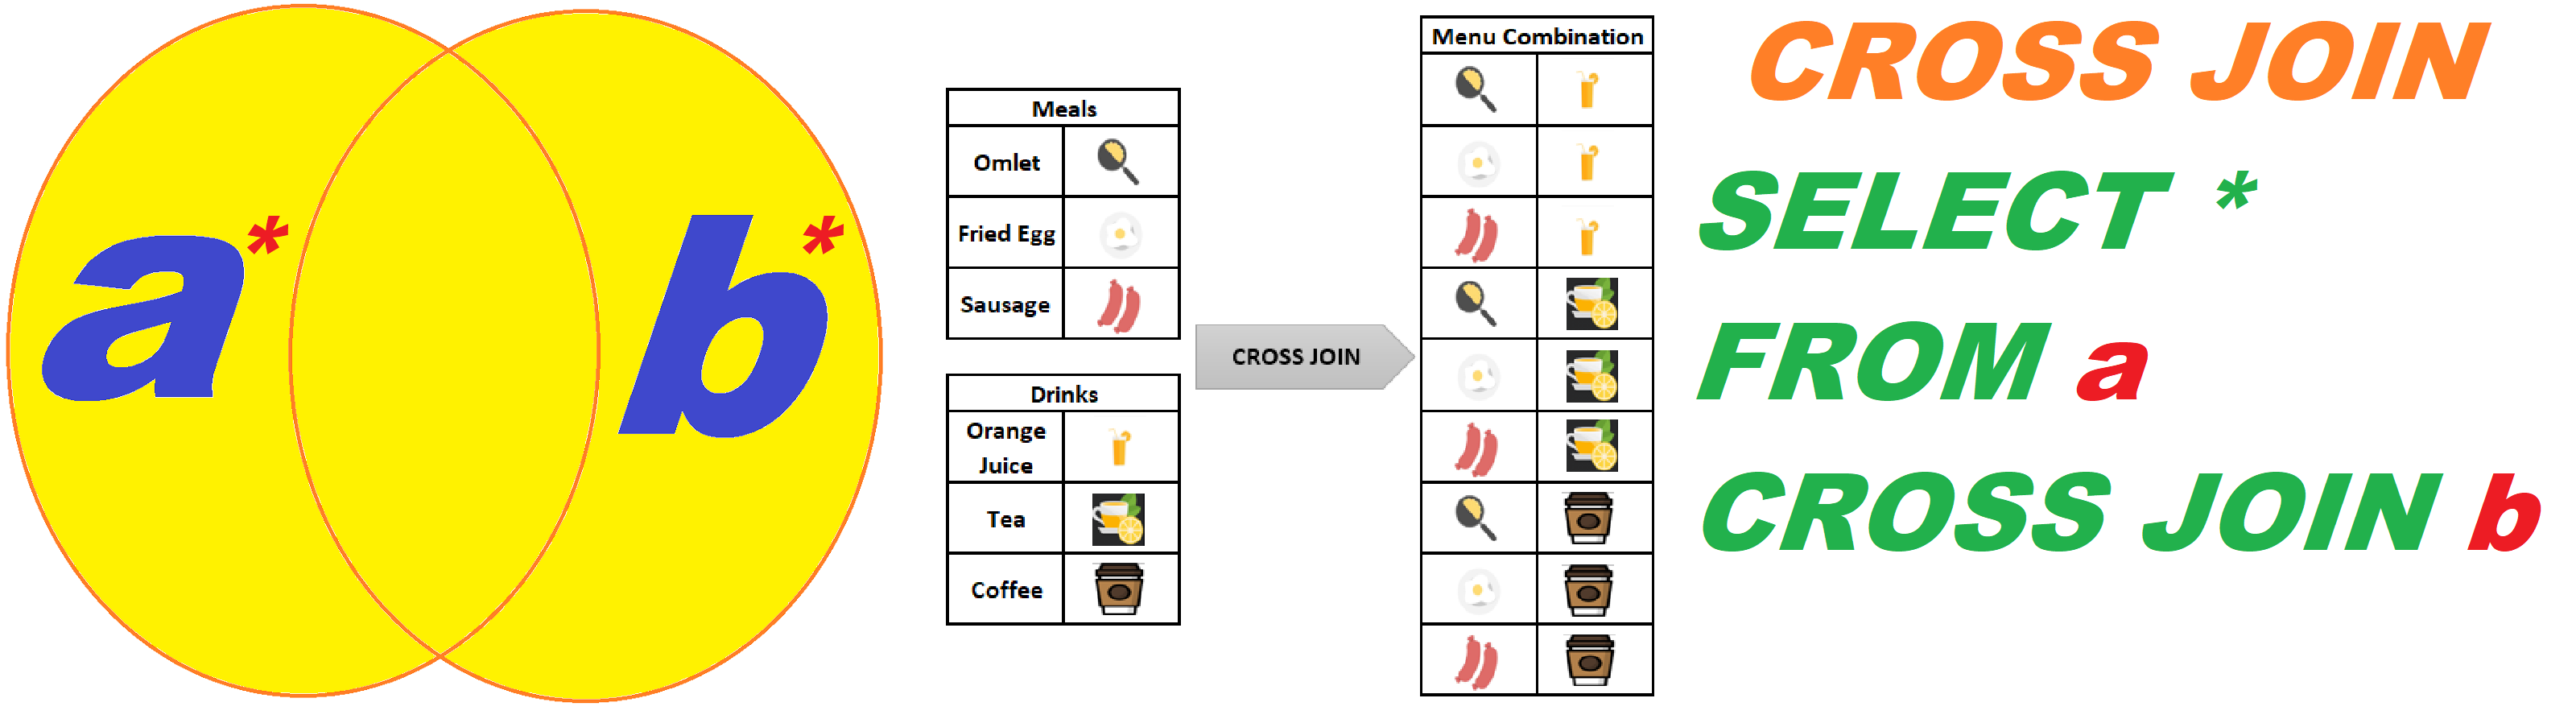 a*
b*
Meals
Omlet
Fried Egg
Sausage
Drinks
Orange
Juice
Tea
Coffee
CROSS JOIN
Menu Combination
CROSS JOIN
SELECT *
FROM a
CROSS JOIN b